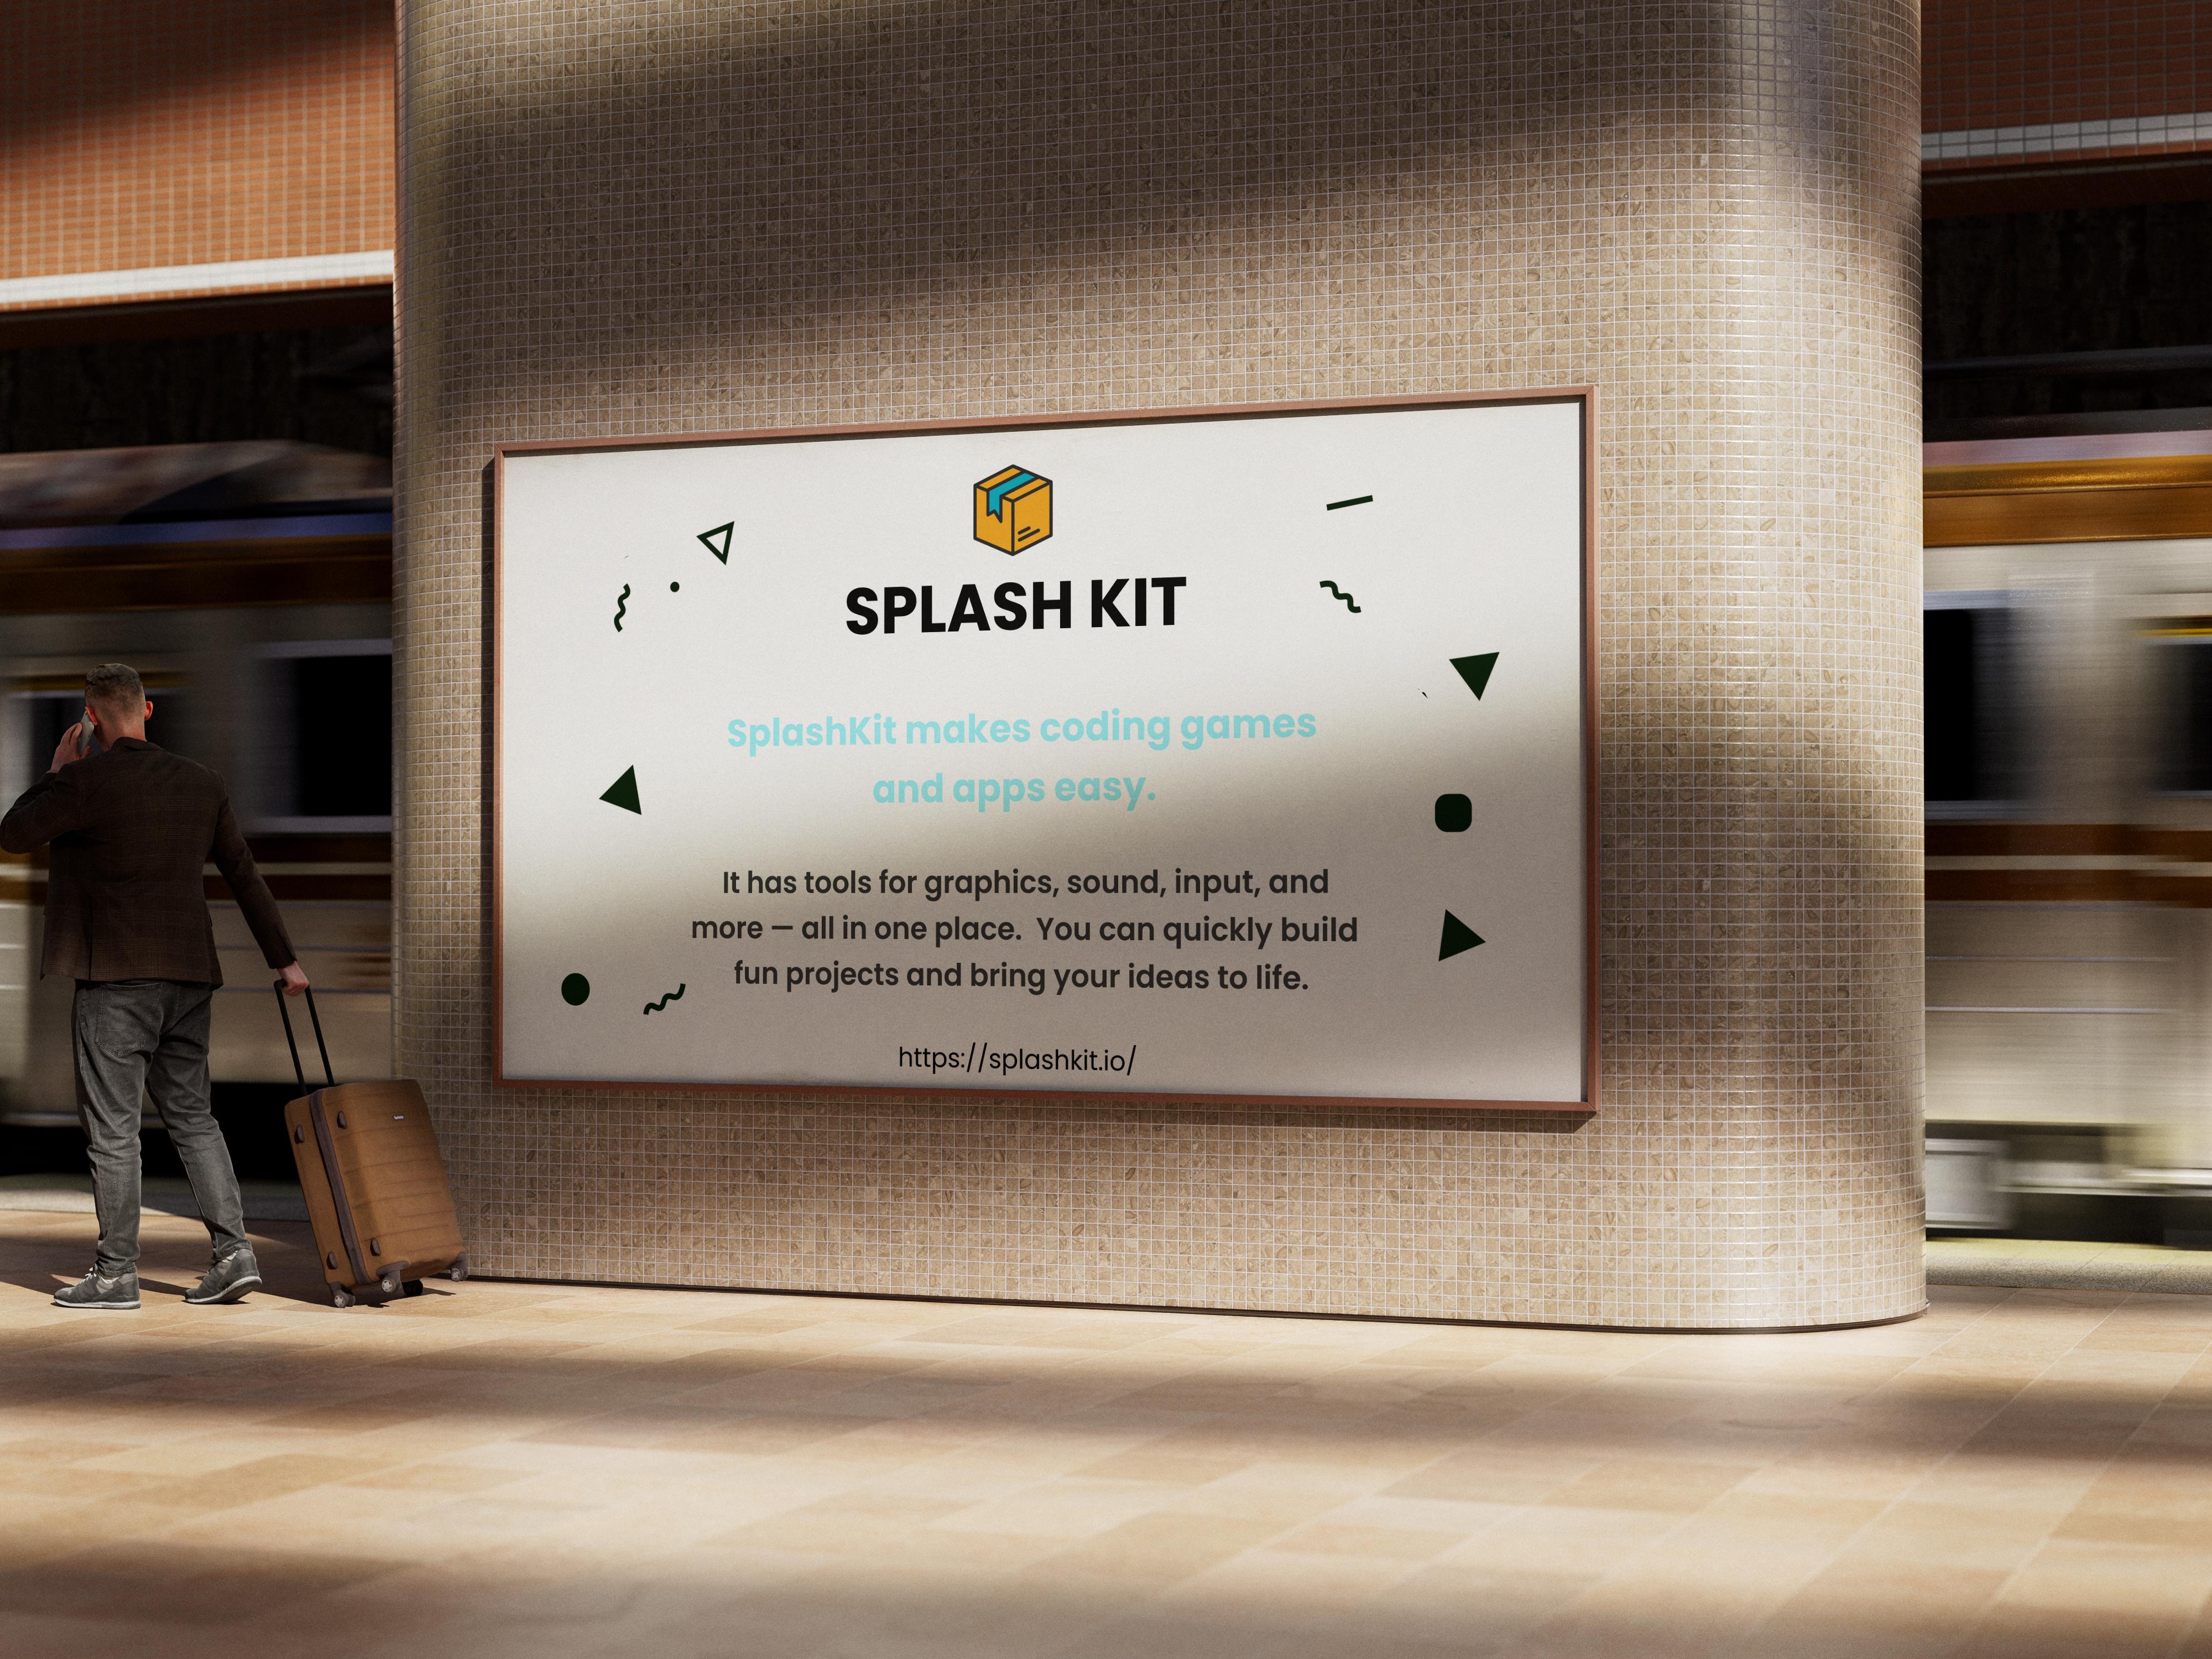 SPLASH KIT
SplashKit makes coding games
and apps easy.
It has tools for graphics, sound, input, and
more — all in one place. You can quickly build
fun projects and bring your ideas to life.
https://splashkit.io/